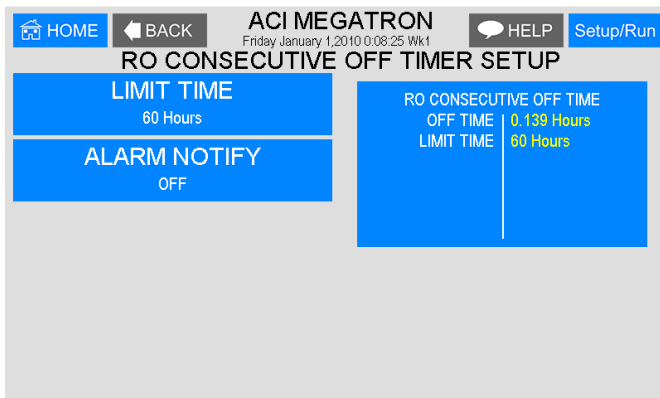 HOME
BACK
ACI MEGATRON
Friday January 1,2010 0:08:25 Wk1
HELP
Setup/Run
RO CONSECUTIVE OFF TIMER SETUP
LIMIT TIME
60 Hours
ALARM NOTIFY
OFF
RO CONSECUTIVE OFF TIME
OFF TIME 0.139 Hours
LIMIT TIME 60 Hours